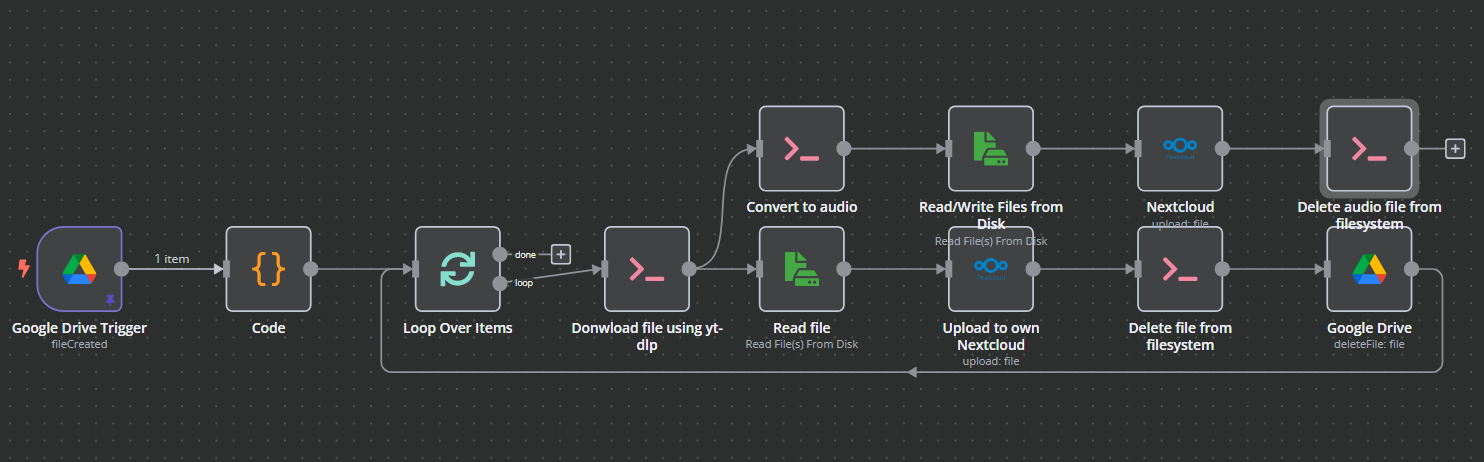 Convert to audio
Read/Write Files from
Disk
Read File(s) From Disk
Nextcloud
upload: file
Delete audio file from
filesystem
1 item
done
loop
Google Drive Trigger
fileCreated
Code
Loop Over Items
Donwload file using yt-
dlp
Read file
Read File(s) From Disk
Upload to own
Nextcloud
upload: file
Delete file from
filesystem
Google Drive
deleteFile: file